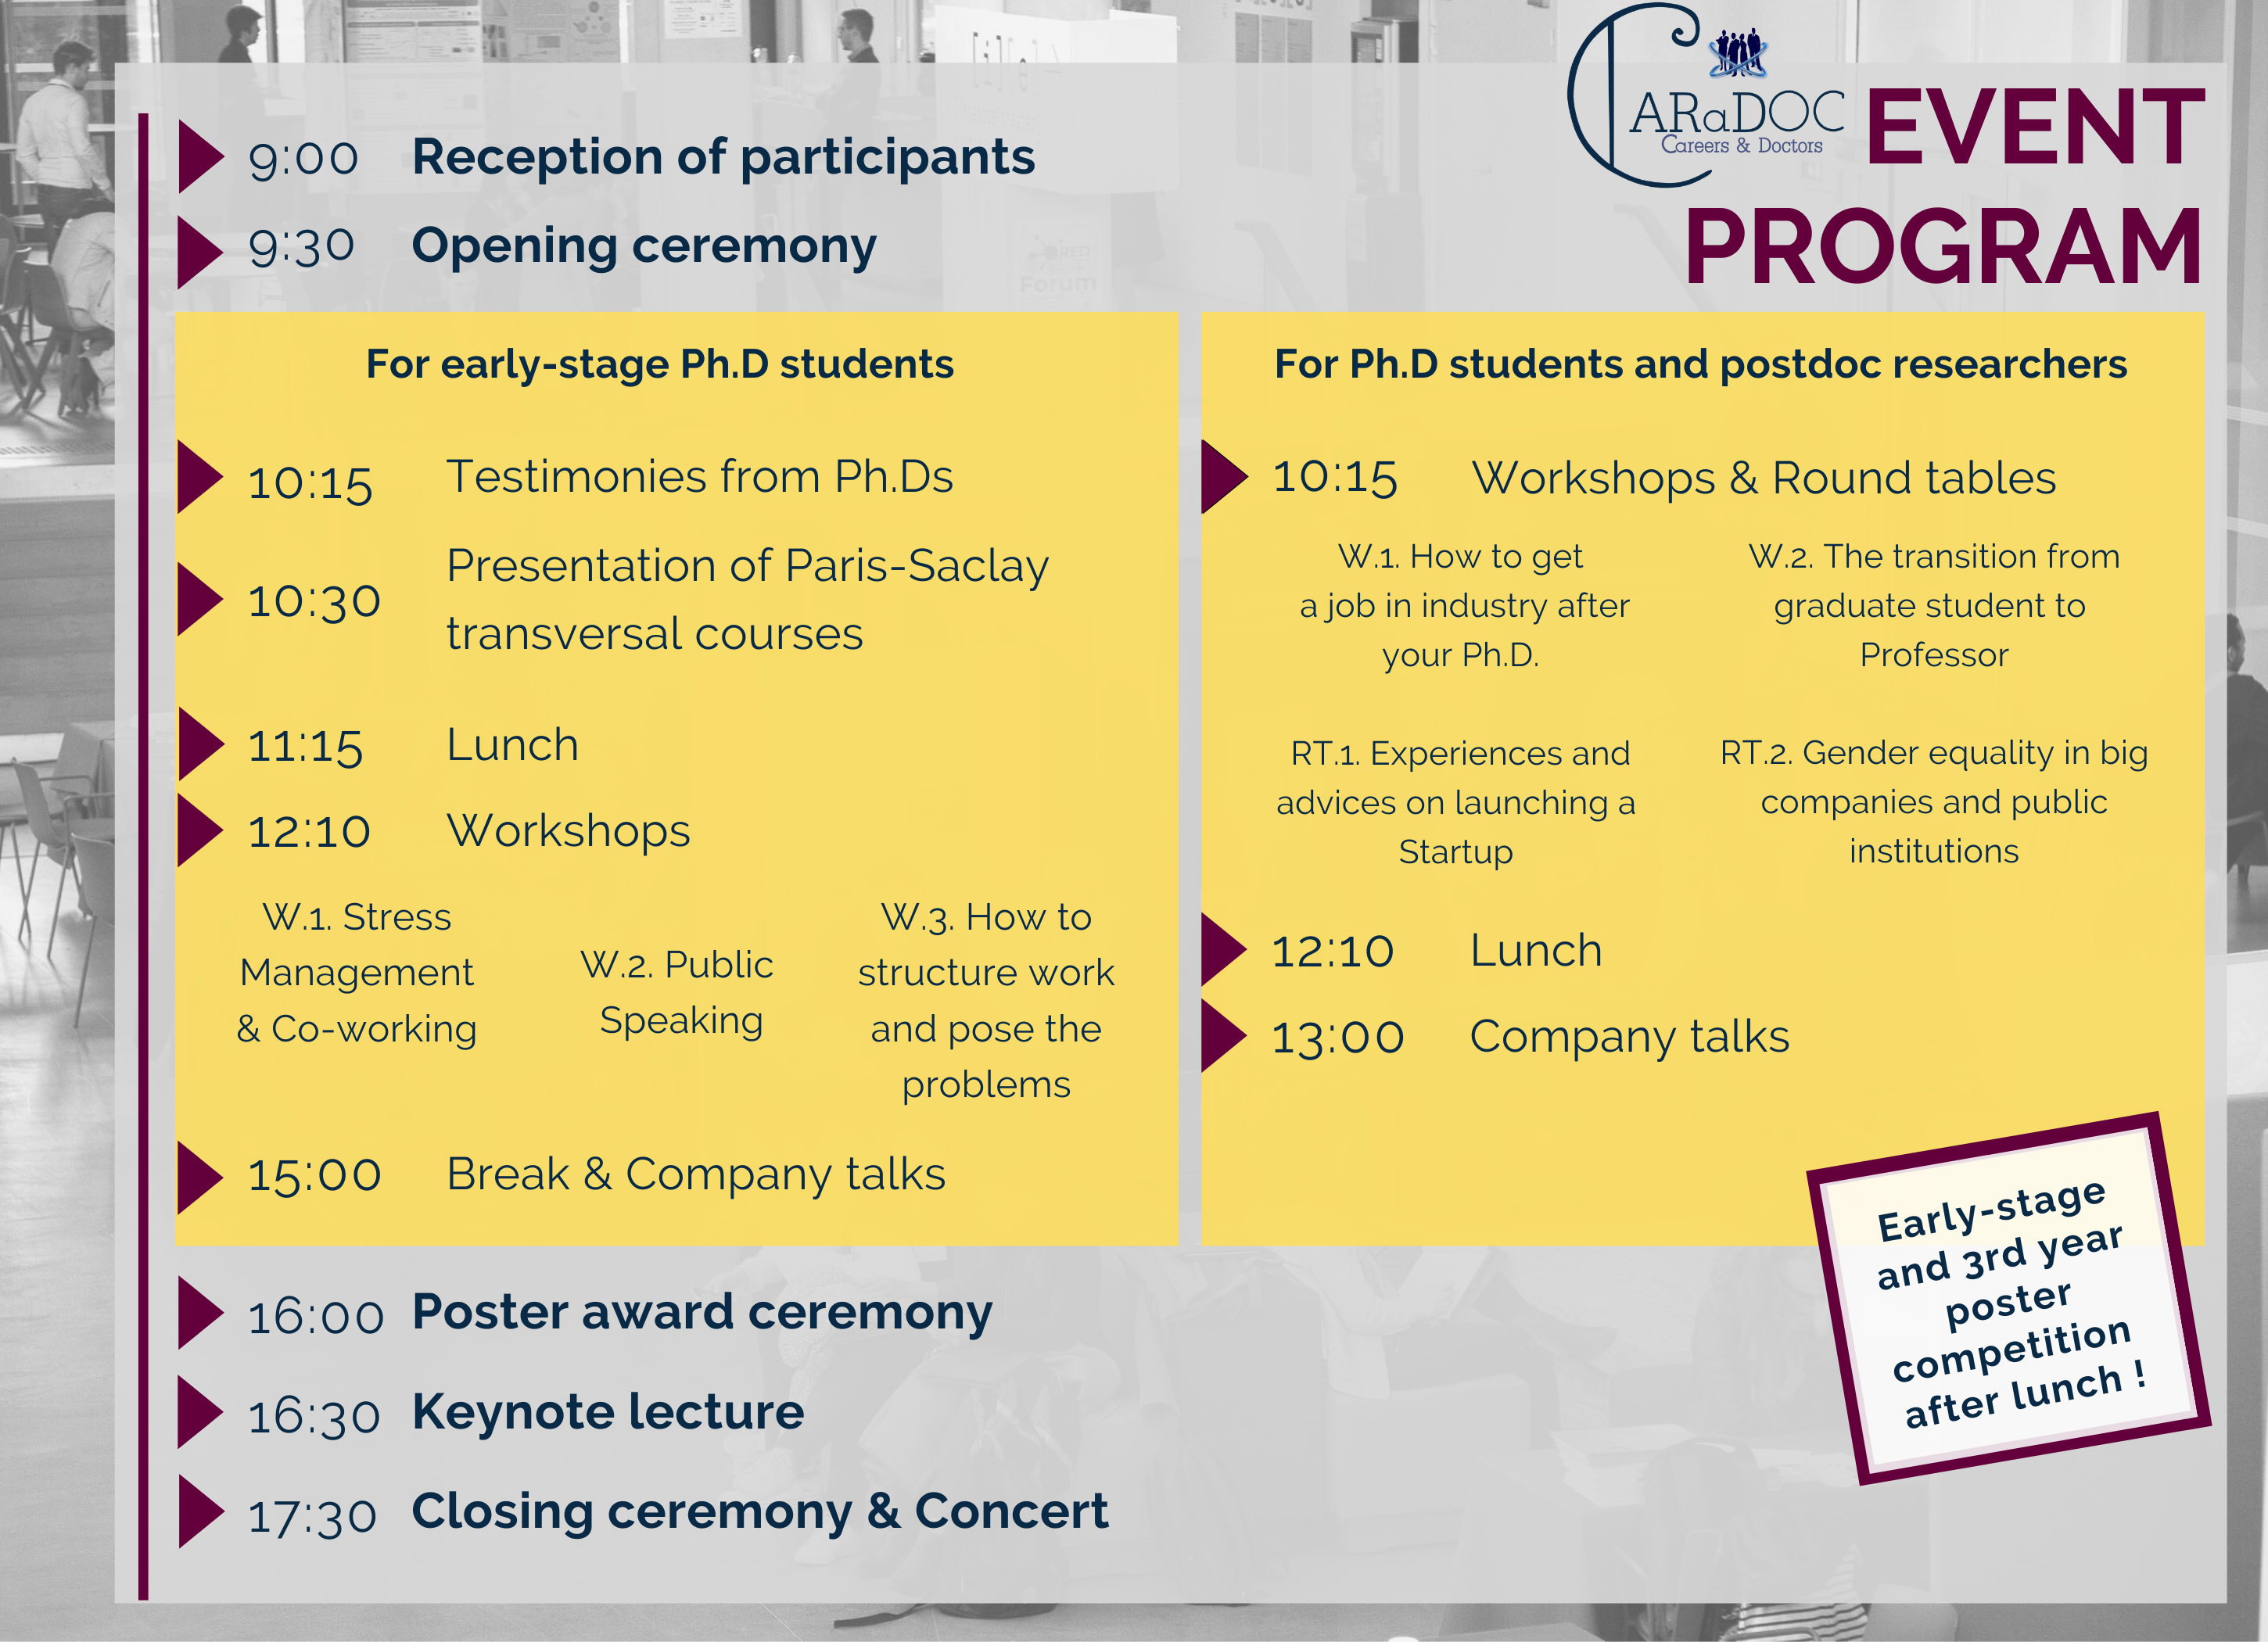 ARaDOC
Careers & Doctors
EVENT
PROGRAM
9:00 Reception of participants
9:30 Opening ceremony
For early-stage Ph.D students
10:15 Testimonies from Ph.Ds
10:30 Presentation of Paris-Saclay
transversal courses
11:15 Lunch
12:10 Workshops
W.1. Stress
Management
& Co-working
W.2. Public
Speaking
W.3. How to
structure work
and pose the
problems
15:00 Break & Company talks
For Ph.D students and postdoc researchers
10:15 Workshops & Round tables
W.1. How to get
a job in industry after
your Ph.D.
W.2. The transition from
graduate student to
Professor
RT.1. Experiences and
advices on launching a
Startup
RT.2. Gender equality in big
companies and public
institutions
12:10 Lunch
13:00 Company talks
Early-stage
and 3rd year
poster
competition
after lunch !
16:00 Poster award ceremony
16:30 Keynote lecture
17:30 Closing ceremony & Concert
RED
Forum